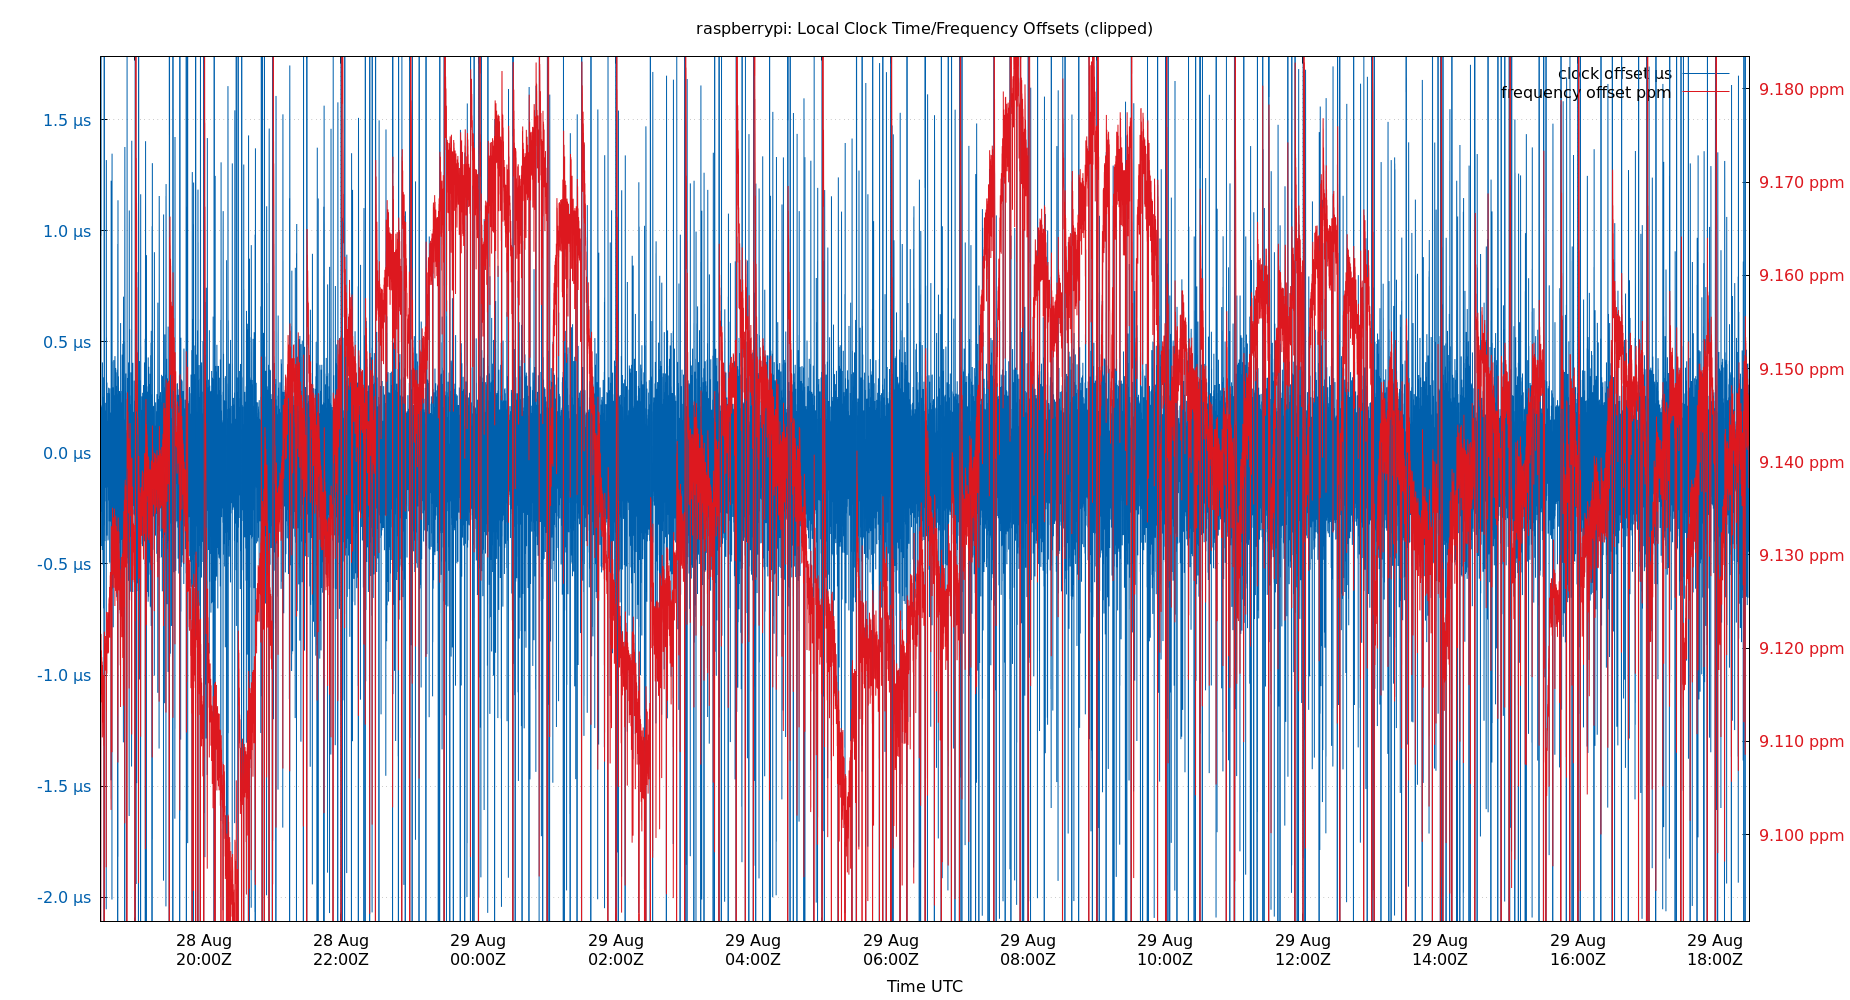 raspberrypi: Local Clock Time/Frequency Offsets (clipped)
clock offset µs
frequency offset ppm
1.5 µs
1.0 µs
0.5 µs
0.0 µs
-0.5 µs
-1.0 µs
-1.5 µs
-2.0 µs
9.180 ppm
9.170 ppm
9.160 ppm
9.150 ppm
9.140 ppm
9.130 ppm
9.120 ppm
9.110 ppm
9.100 ppm
28 Aug 28 Aug 29 Aug 29 Aug 29 Aug 29 Aug 29 Aug 29 Aug 29 Aug 29 Aug 29 Aug 29 Aug
20:00Z 22:00Z 00:00Z 02:00Z 04:00Z 06:00Z 08:00Z 10:00Z 12:00Z 14:00Z 16:00Z 18:00Z
Time UTC